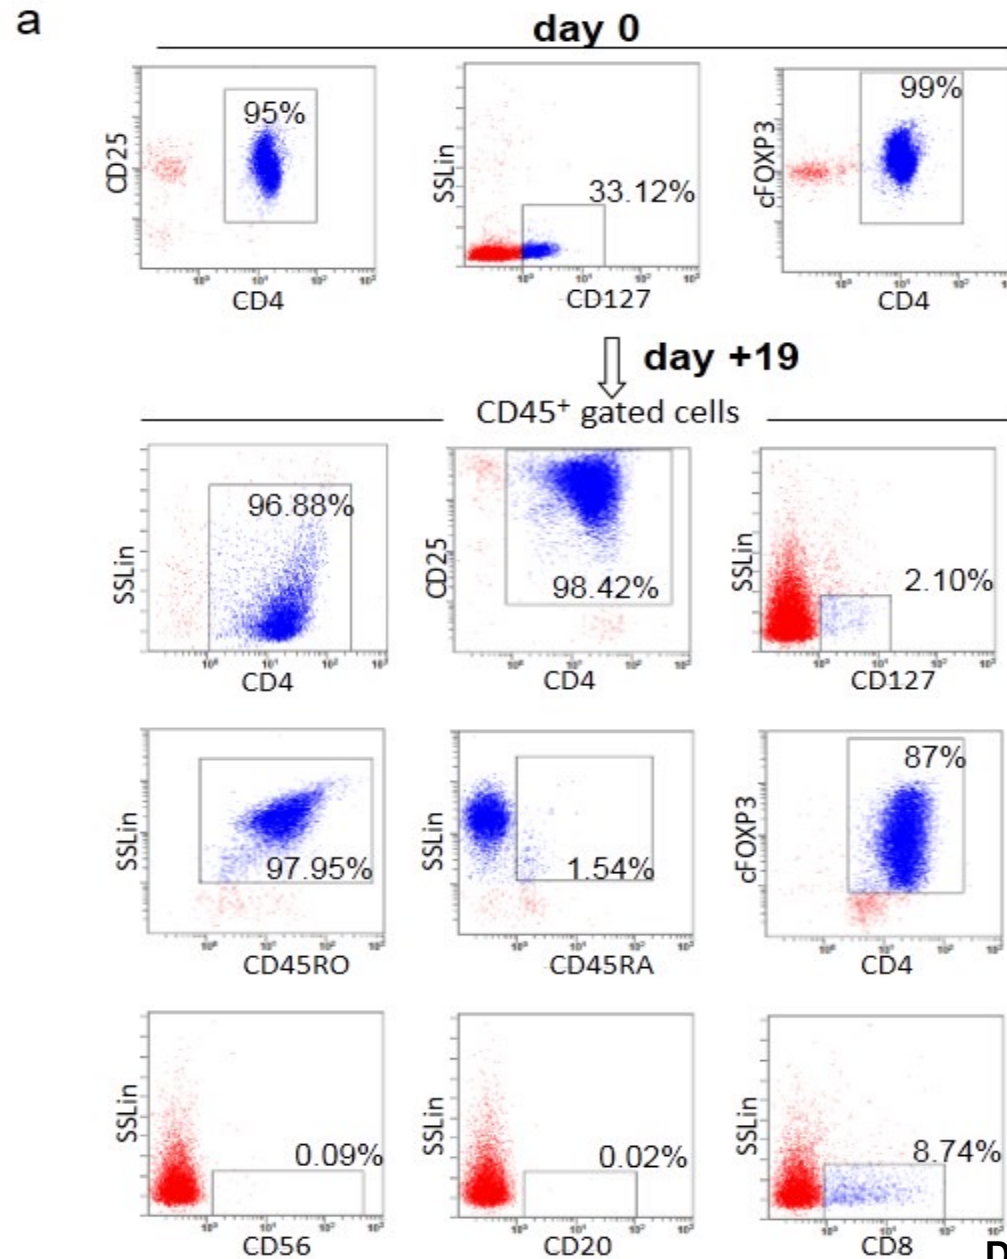 a
day 0
95%
CD25
CD4
33.12%
SSLin
CD127
99%
cFOXP3
CD4
day +19
CD45⁺ gated cells
96.88%
SSLin
CD4
98.42%
CD25
CD4
2.10%
SSLin
CD127
97.95%
SSLin
CD45RO
1.54%
SSLin
CD45RA
87%
cFOXP3
CD4
0.09%
SSLin
CD56
0.02%
SSLin
CD20
8.74%
SSLin
CD8